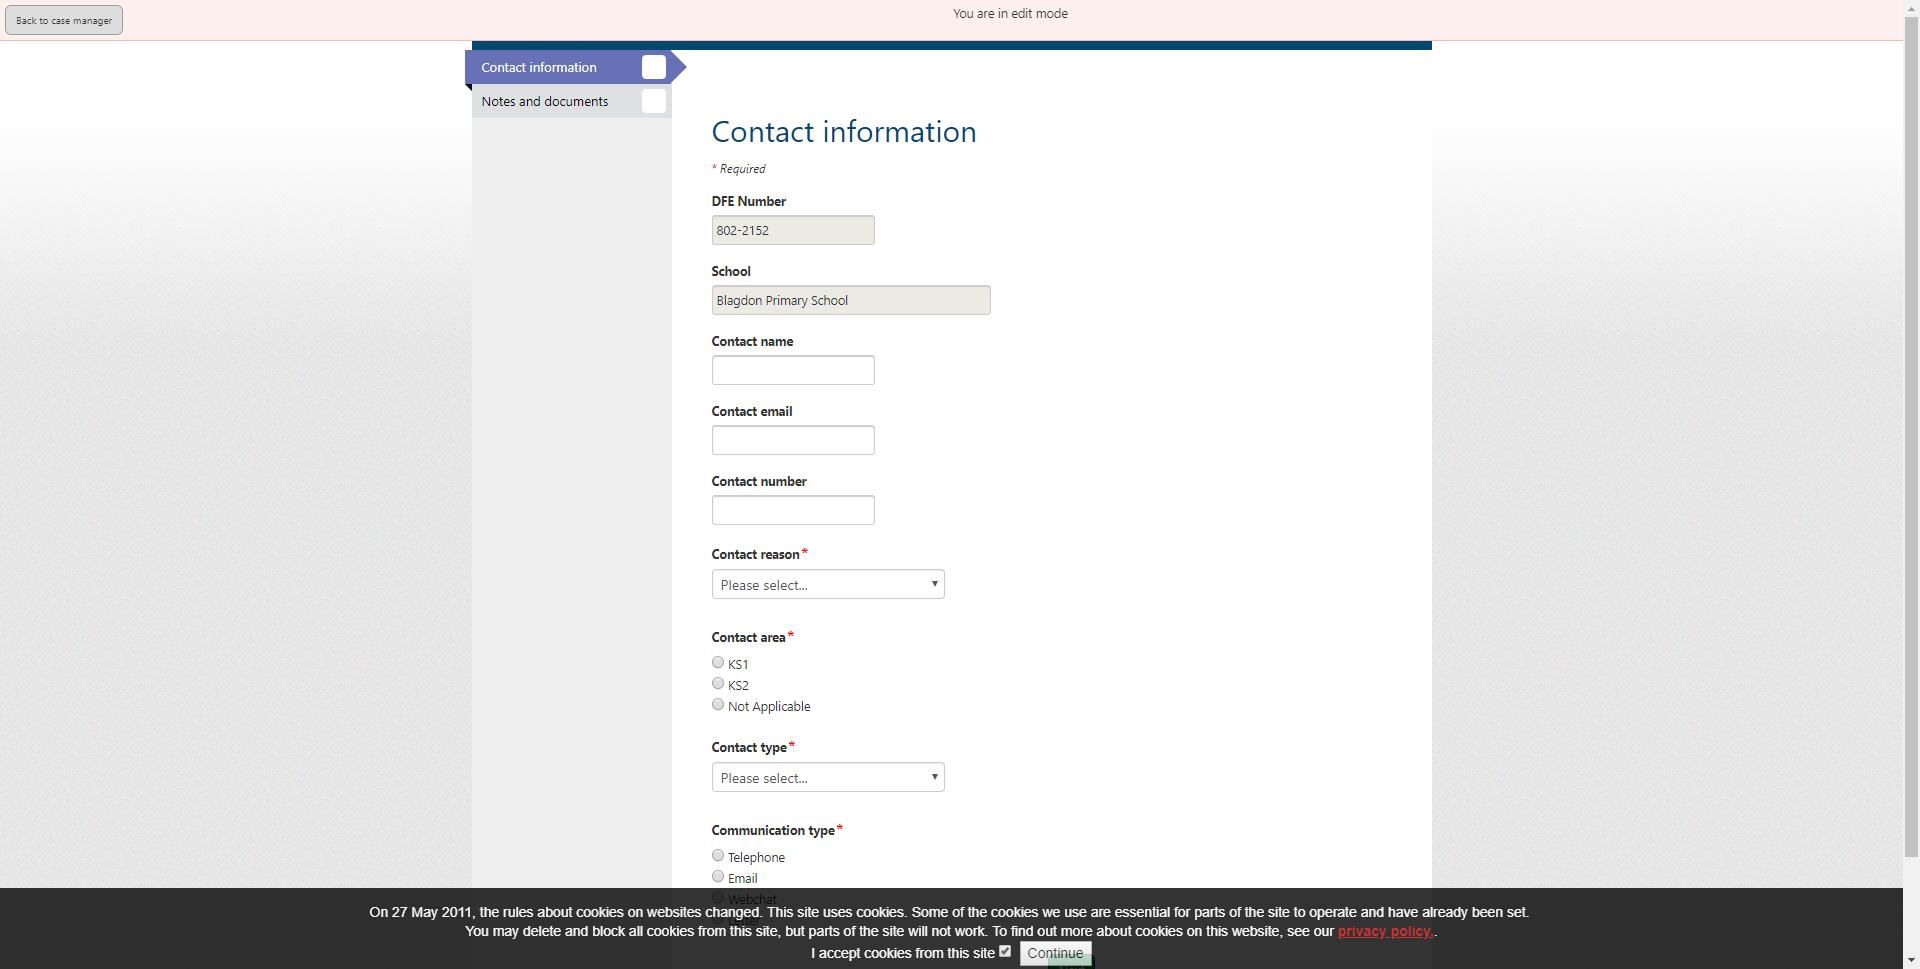 Back to case manager
You are in edit mode
Contact information
Notes and documents
Contact information
* Required
DFE Number
802-2152
School
Blagdon Primary School
Contact name
Contact email
Contact number
Contact reason*
Please select...
Contact area*
KS1
KS2
Not Applicable
Contact type*
Please select...
Communication type*
Telephone
Email
Webchat
On 27 May 2011, the rules about cookies on websites changed. This site uses cookies. Some of the cookies we use are essential for parts of the site to operate and have already been set.
You may delete and block all cookies from this site, but parts of the site will not work. To find out more about cookies on this website, see our privacy policy..
I accept cookies from this site
Continue